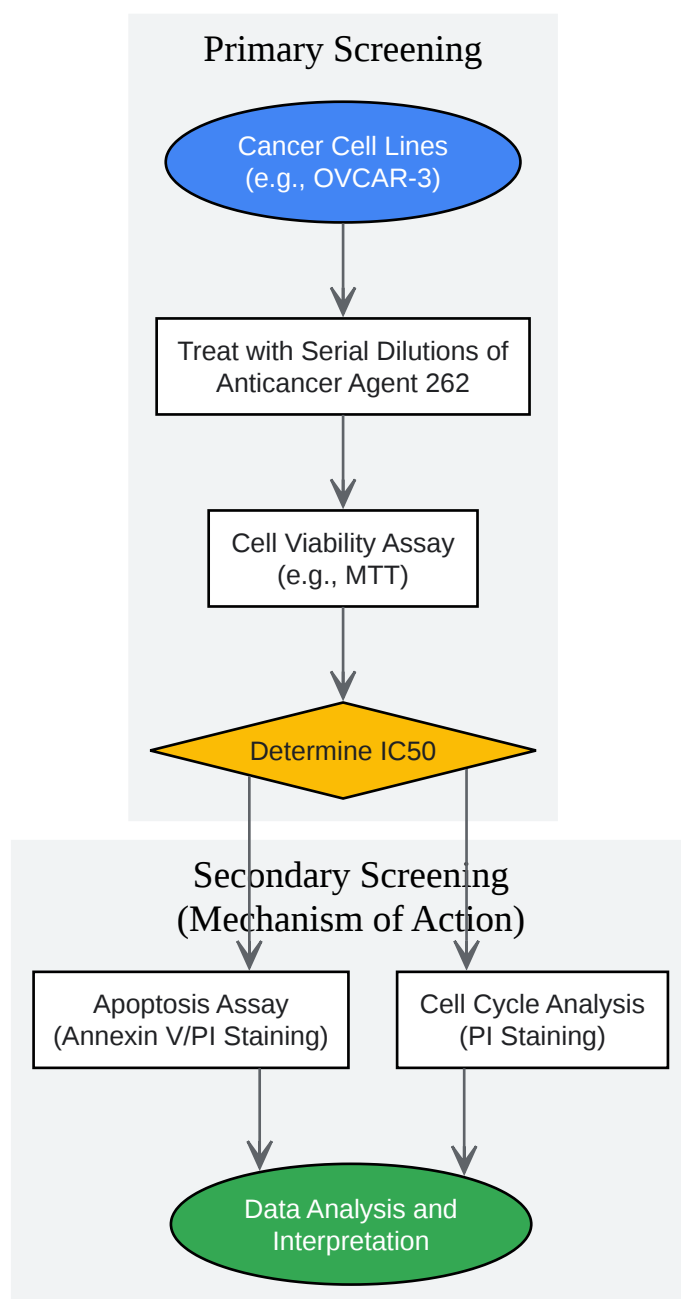 Primary Screening
Cancer Cell Lines
(e.g., OVCAR-3)
Treat with Serial Dilutions of
Anticancer Agent 262
Cell Viability Assay
(e.g., MTT)
Determine IC50
Secondary Screening
(Mechanism of Action)
Apoptosis Assay
(Annexin V/PI Staining)
Cell Cycle Analysis
(PI Staining)
Data Analysis and
Interpretation